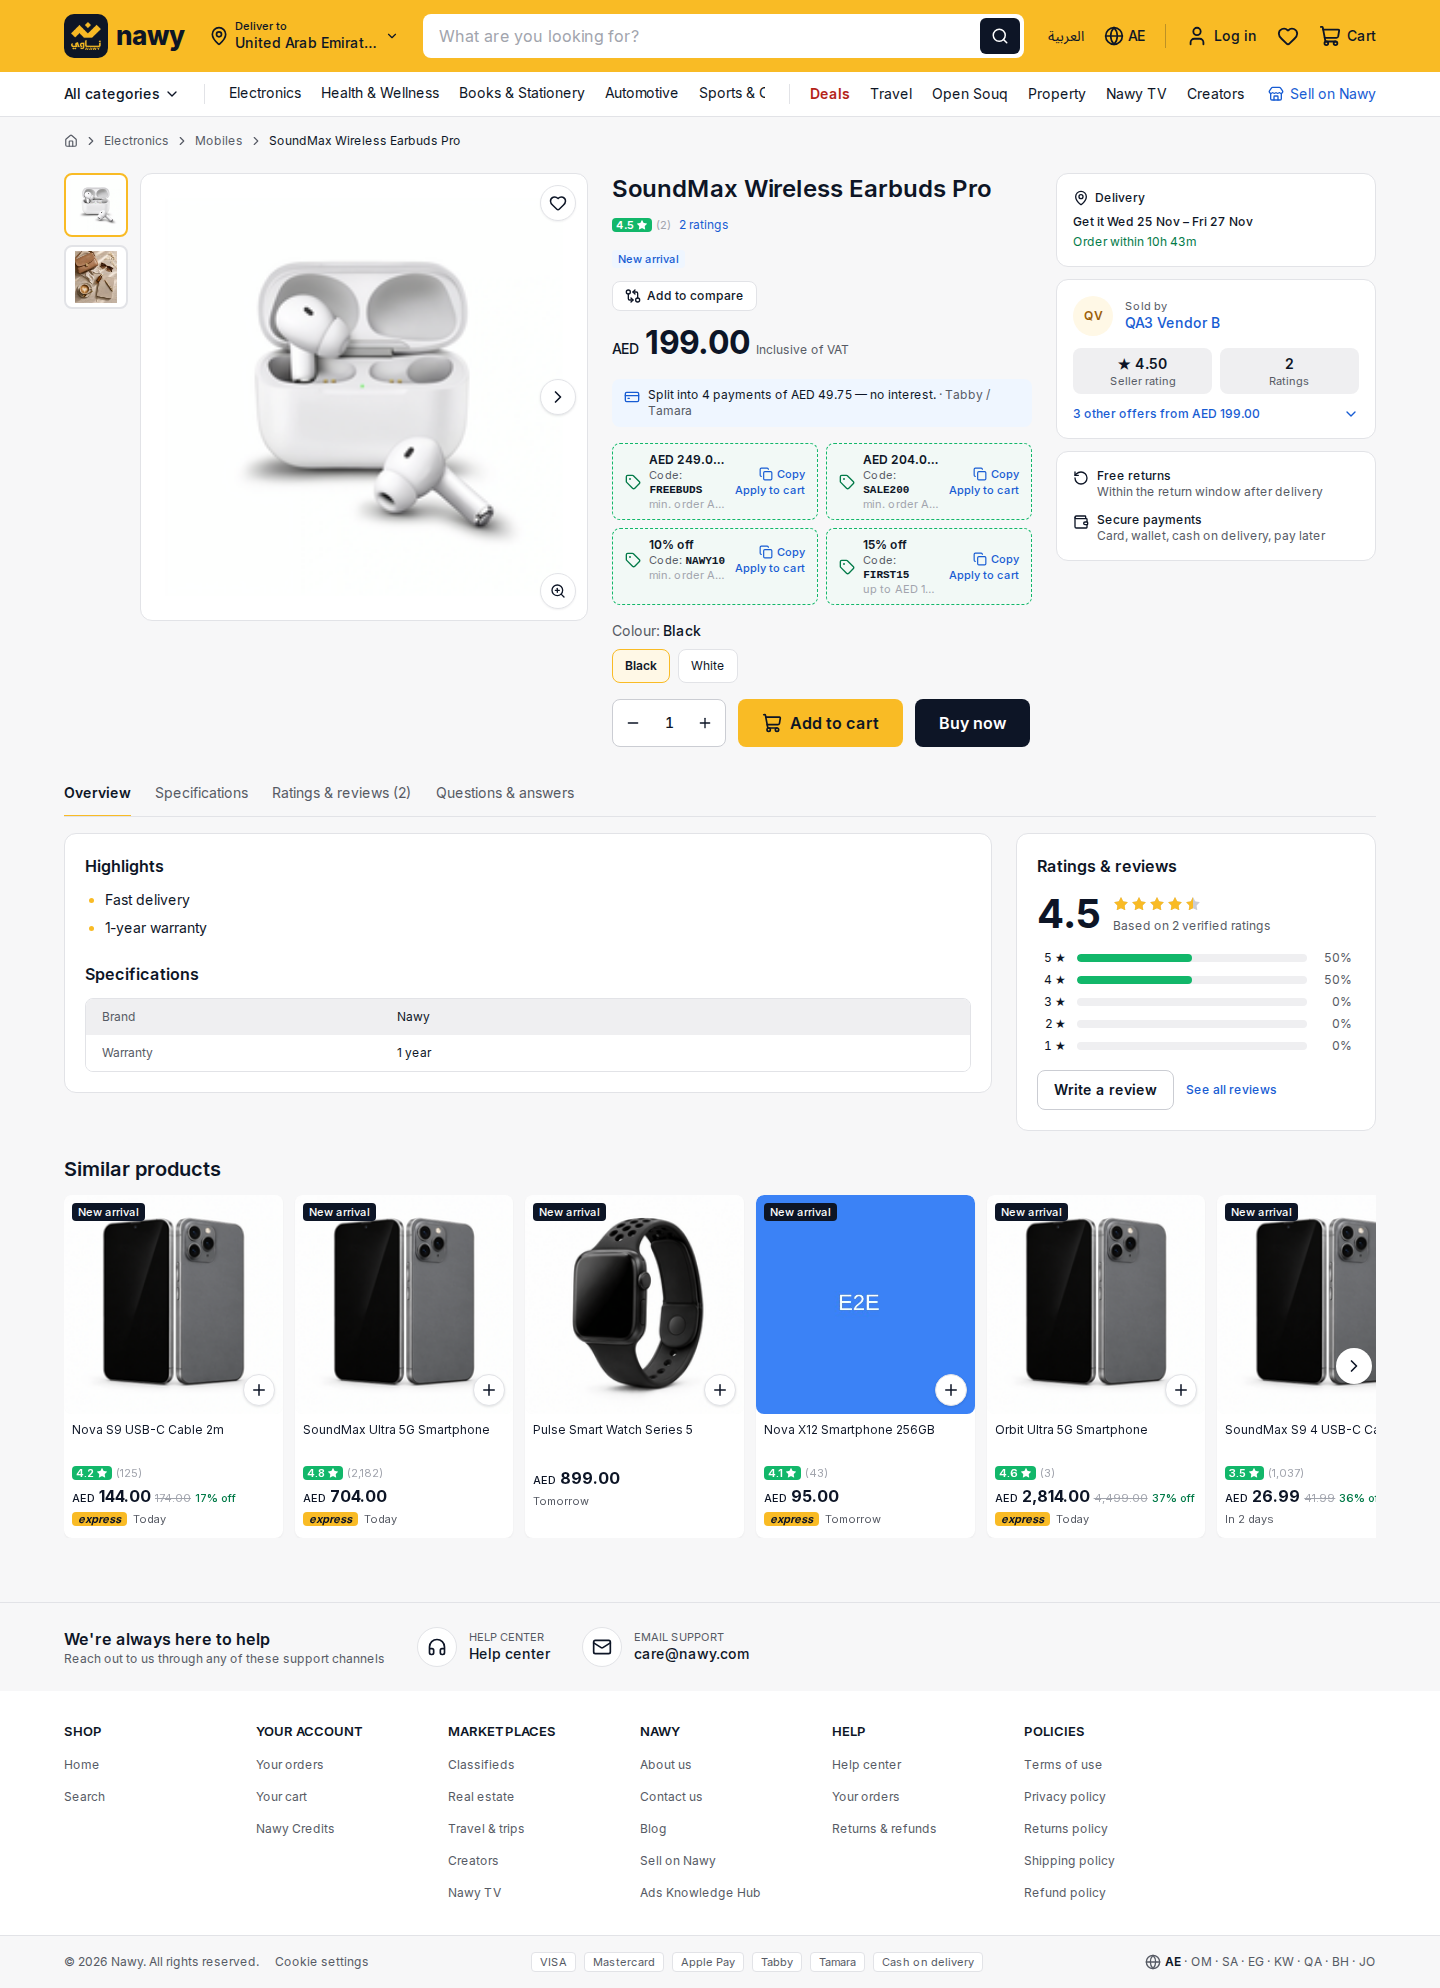 نـاوي
NAWY
nawy
Deliver to
United Arab Emirat...
What are you looking for?
العربية
AE
Log in
Cart
All categories
Electronics
Health & Wellness
Books & Stationery
Automotive
Sports &
Deals
Travel
Open Souq
Property
Nawy TV
Creators
Sell on Nawy
Electronics
Mobiles
SoundMax Wireless Earbuds Pro
SoundMax Wireless Earbuds Pro
4.5 ★ (2) 2 ratings
New arrival
Add to compare
AED 199.00 Inclusive of VAT
Split into 4 payments of AED 49.75 — no interest. · Tabby /
Tamara
AED 249.0...
Code:
FREEBUDS
min. order A...
Copy
Apply to cart
AED 204.0...
Code:
SALE200
min. order A...
Copy
Apply to cart
10% off
Code: NAWY10
min. order A...
Copy
Apply to cart
15% off
Code:
FIRST15
up to AED 1...
Copy
Apply to cart
Colour: Black
Black
White
1
Add to cart
Buy now
Delivery
Get it Wed 25 Nov – Fri 27 Nov
Order within 10h 43m
QV
Sold by
QA3 Vendor B
★ 4.50
Seller rating
2
Ratings
3 other offers from AED 199.00
Free returns
Within the return window after delivery
Secure payments
Card, wallet, cash on delivery, pay later
Overview
Specifications
Ratings & reviews (2)
Questions & answers
Highlights
Fast delivery
1-year warranty
Specifications
Brand Nawy
Warranty 1 year
Ratings & reviews
4.5
Based on 2 verified ratings
5 ★ 50%
4 ★ 50%
3 ★ 0%
2 ★ 0%
1 ★ 0%
Write a review
See all reviews
Similar products
New arrival
Nova S9 USB-C Cable 2m
4.2 ★ (125)
AED 144.00 174.00 17% off
express Today
New arrival
SoundMax Ultra 5G Smartphone
4.8 ★ (2,182)
AED 704.00
express Today
New arrival
Pulse Smart Watch Series 5
AED 899.00
Tomorrow
New arrival
E2E
Nova X12 Smartphone 256GB
4.1 ★ (43)
AED 95.00
express Tomorrow
New arrival
Orbit Ultra 5G Smartphone
4.6 ★ (3)
AED 2,814.00 4,499.00 37% off
express Today
New arrival
SoundMax S9 4 USB-C
3.5 ★ (1,037)
AED 26.99 41.99 36%
In 2 days
We're always here to help
Reach out to us through any of these support channels
HELP CENTER
Help center
EMAIL SUPPORT
care@nawy.com
SHOP
Home
Search
YOUR ACCOUNT
Your orders
Your cart
Nawy Credits
MARKETPLACES
Classifieds
Real estate
Travel & trips
Creators
Nawy TV
NAWY
About us
Contact us
Blog
Sell on Nawy
Ads Knowledge Hub
HELP
Help center
Your orders
Returns & refunds
POLICIES
Terms of use
Privacy policy
Returns policy
Shipping policy
Refund policy
© 2026 Nawy. All rights reserved.
Cookie settings
VISA
Mastercard
Apple Pay
Tabby
Tamara
Cash on delivery
AE · OM · SA · EG · KW · QA · BH · JO